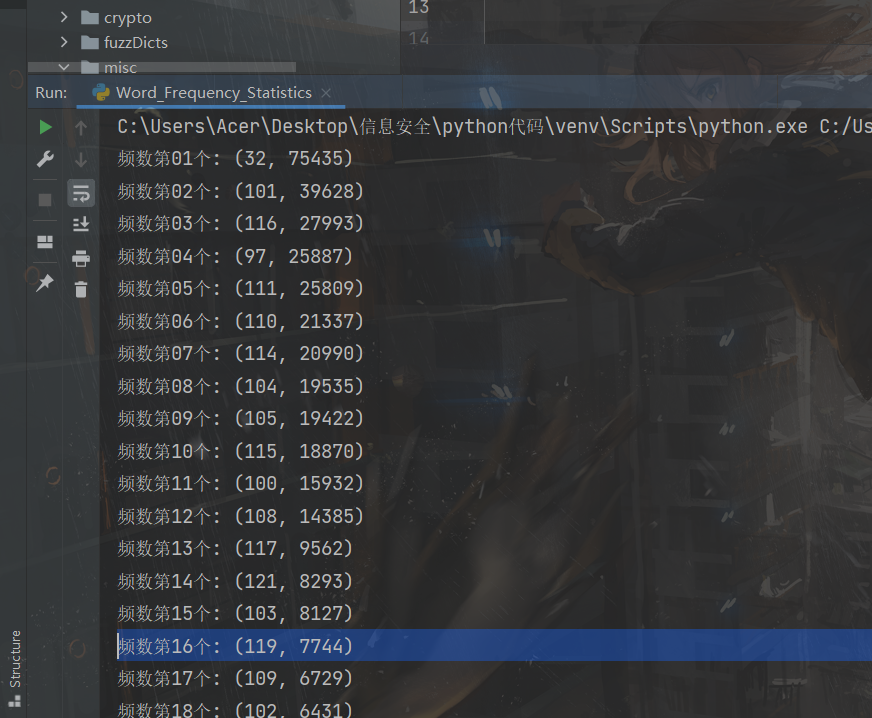 crypto
fuzzDicts
misc
13
14
Run: Word_Frequency_Statistics
C:\Users\Acer\Desktop\信息安全\python代码\venv\Scripts\python.exe C:/Us
频数第01个: (32, 75435)
频数第02个: (101, 39628)
频数第03个: (116, 27993)
频数第04个: (97, 25887)
频数第05个: (111, 25809)
频数第06个: (110, 21337)
频数第07个: (114, 20990)
频数第08个: (104, 19535)
频数第09个: (105, 19422)
频数第10个: (115, 18870)
频数第11个: (100, 15932)
频数第12个: (108, 14385)
频数第13个: (117, 9562)
频数第14个: (121, 8293)
频数第15个: (103, 8127)
频数第16个: (119, 7744)
频数第17个: (109, 6729)
频数第18个: (102, 6431)
Structure